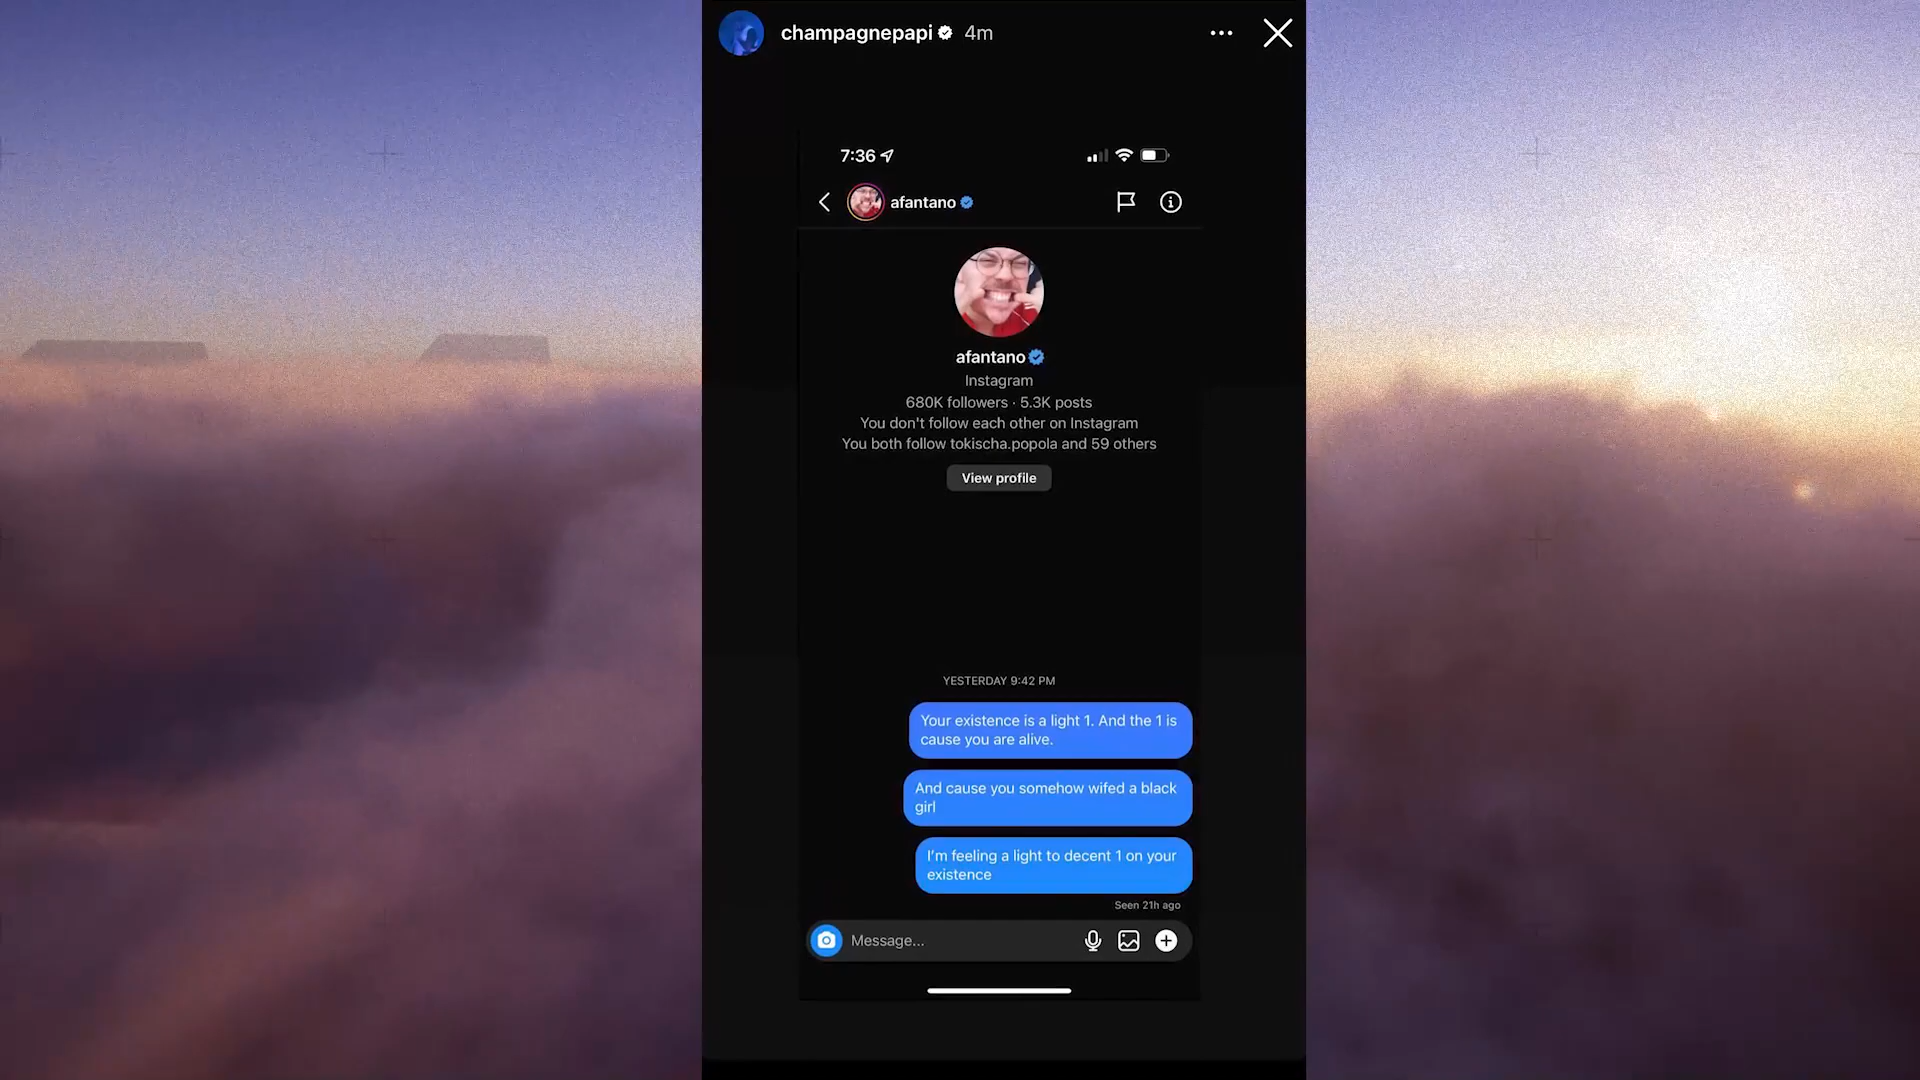 champagnepapi 4m
7:36
afantano
afantano
Instagram
680K followers · 5.3K posts
You don't follow each other on Instagram
You both follow tokischa.popola and 59 others
View profile
YESTERDAY 9:42 PM
Your existence is a light 1. And the 1 is
cause you are alive.
And cause you somehow wifed a black
girl
I'm feeling a light to decent 1 on your
existence
Seen 21h ago
Message...